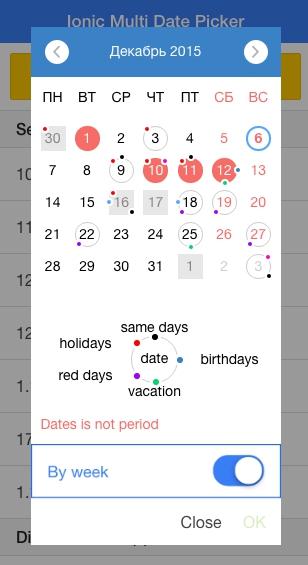 Ionic Multi Date Picker
Декабрь 2015
ПН ВТ СР ЧТ ПТ СБ ВС
30 1 2 3 4 5 6
7 8 9 10 11 12 13
14 15 16 17 18 19 20
21 22 23 24 25 26 27
28 29 30 31 1 2 3
same days
holidays
date
birthdays
red days
vacation
Dates is not period
By week
Close OK